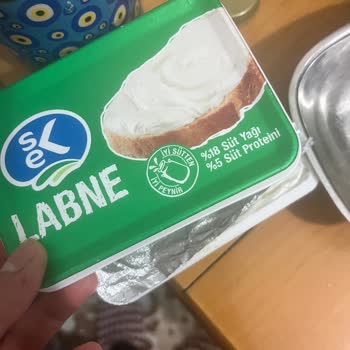 SEK
LABNE
İYİ SÜTTEN
İYİ PEYNİR
%18 Süt Yağı
%5 Süt Proteini